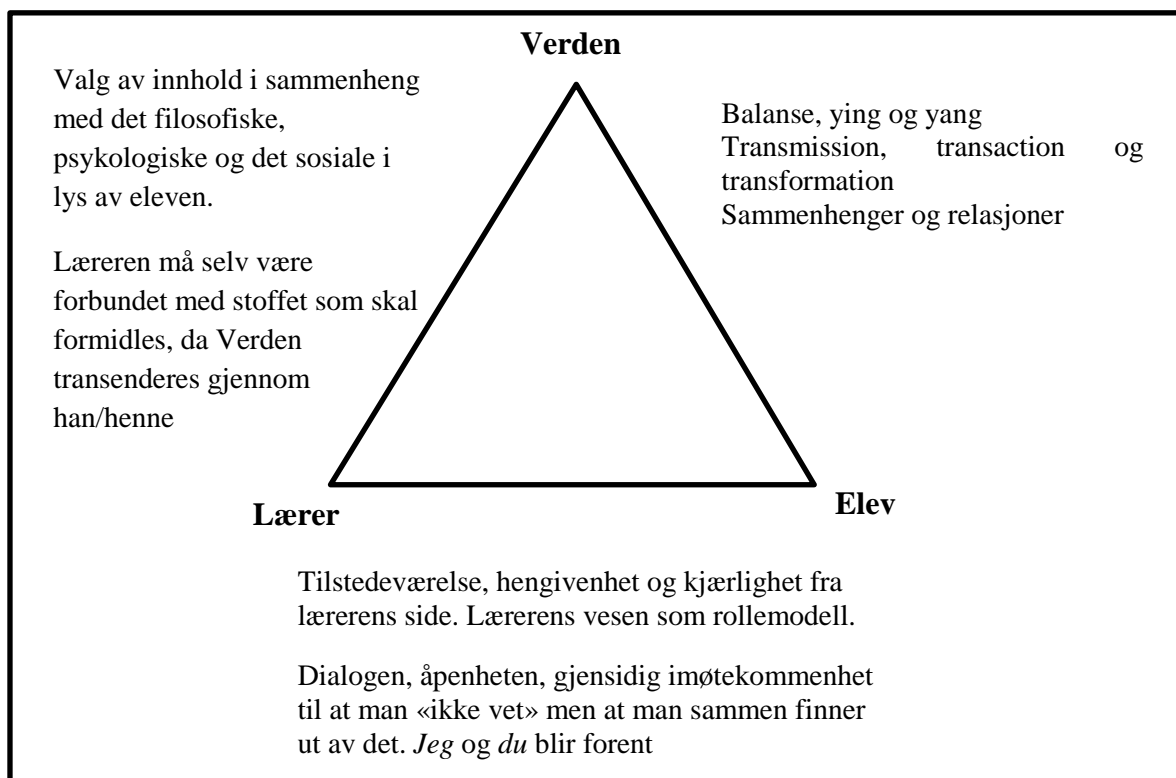 Verden
Valg av innhold i sammenheng
med det filosofiske,
psykologiske og det sosiale i
lys av eleven.
Læreren må selv være
forbundet med stoffet som skal
formidles, da Verden
transenderes gjennom
han/henne
Balanse, ying og yang
Transmission, transaction og
transformation
Sammenhenger og relasjoner
Lærer
Elev
Tilstedeværelse, hengivenhet og kjærlighet fra
lærerens side. Lærerens vesen som rollemodell.
Dialogen, åpenheten, gjensidig imøtekommenhet
til at man «ikke vet» men at man sammen finner
ut av det. Jeg og du blir forent